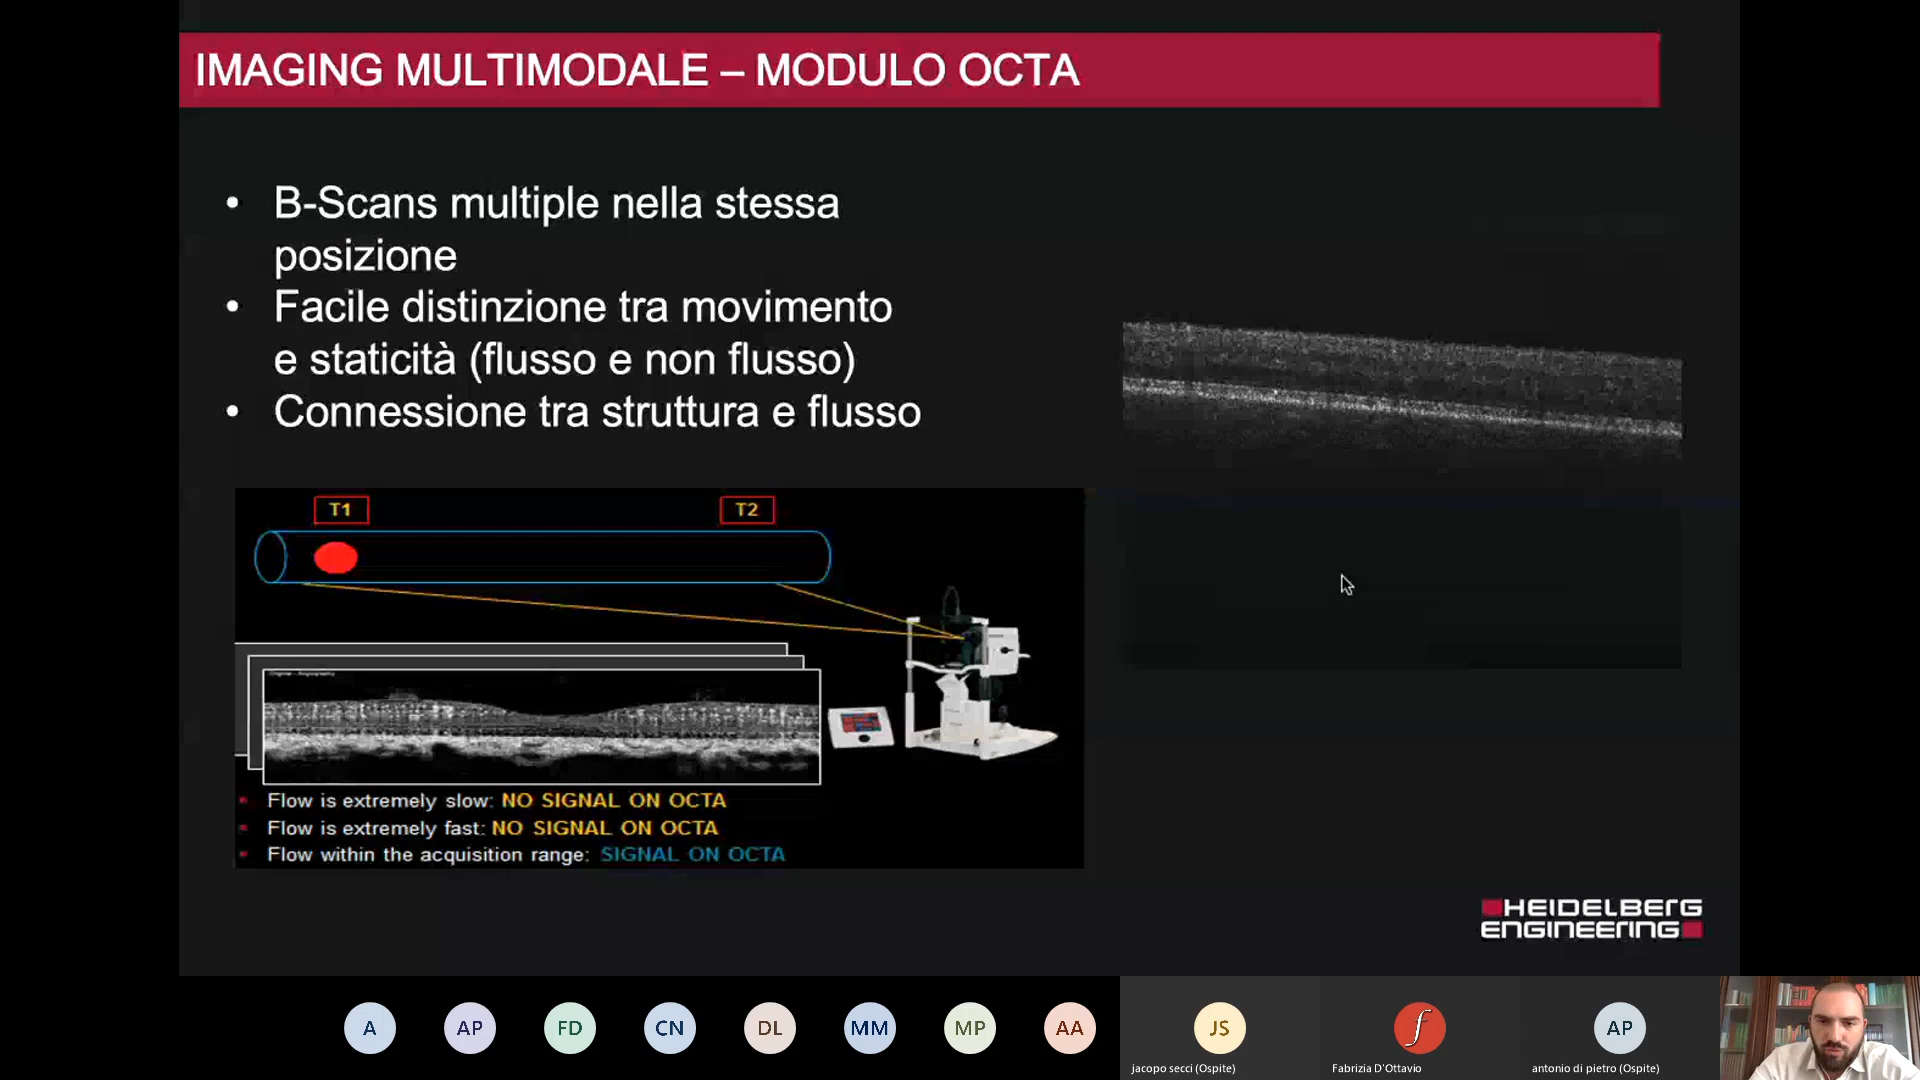 IMAGING MULTIMODALE – MODULO OCTA
• B-Scans multiple nella stessa
posizione
• Facile distinzione tra movimento
e staticità (flusso e non flusso)
• Connessione tra struttura e flusso
T1
T2
Flow is extremely slow: NO SIGNAL ON OCTA
Flow is extremely fast: NO SIGNAL ON OCTA
Flow within the acquisition range: SIGNAL ON OCTA
HEIDELBERG
ENGINEERING
A
AP
FD
CN
DL
MM
MP
AA
JS
f
AP
jacopo secci (Ospite)
Fabrizia D'Ottavio
antonio di pietro (Ospite)